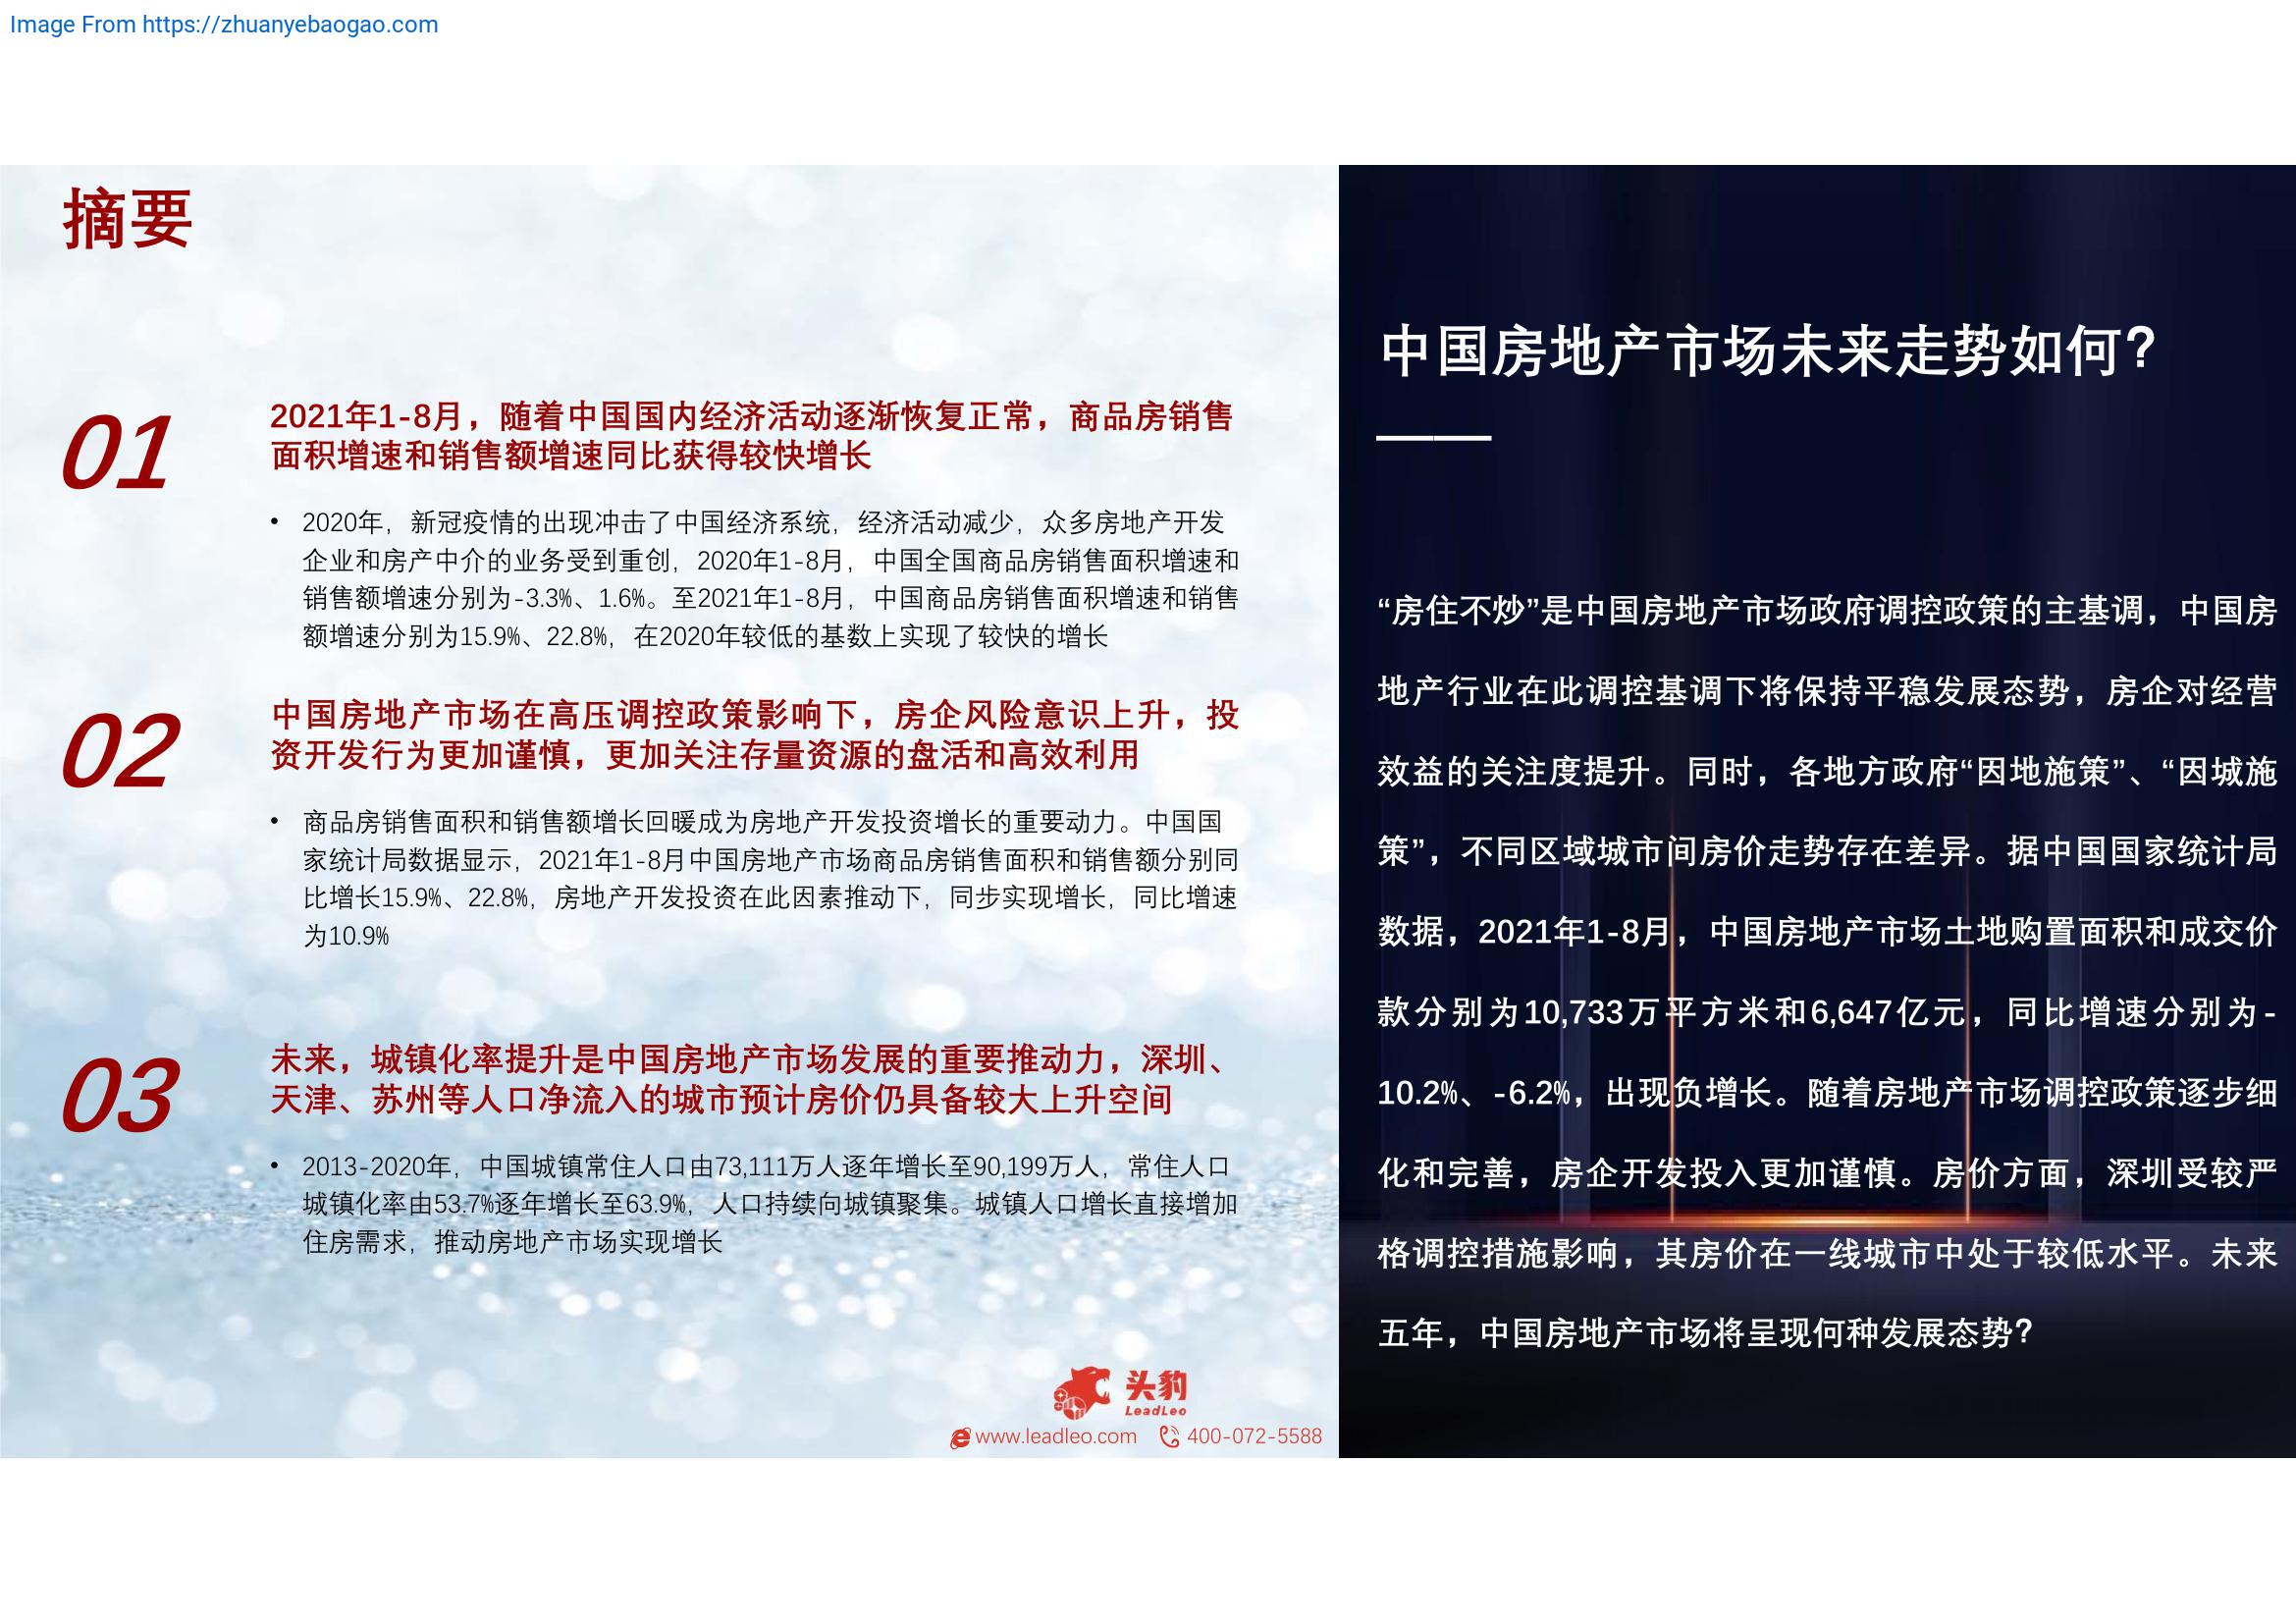 Image From https://zhuanyebaogao.com
摘要
01
2021年1-8月，随着中国国内经济活动逐渐恢复正常，商品房销售
面积增速和销售额增速同比获得较快增长
• 2020年，新冠疫情的出现冲击了中国经济系统，经济活动减少，众多房地产开发
企业和房产中介的业务受到重创，2020年1-8月，中国全国商品房销售面积增速和
销售额增速分别为-3.3%、1.6%。至2021年1-8月，中国商品房销售面积增速和销售
额增速分别为15.9%、22.8%，在2020年较低的基数上实现了较快的增长
02
中国房地产市场在高压调控政策影响下，房企风险意识上升，投
资开发行为更加谨慎，更加关注存量资源的盘活和高效利用
• 商品房销售面积和销售额增长回暖成为房地产开发投资增长的重要动力。中国国
家统计局数据显示，2021年1-8月中国房地产市场商品房销售面积和销售额分别同
比增长15.9%、22.8%，房地产开发投资在此因素推动下，同步实现增长，同比增速
为10.9%
03
未来，城镇化率提升是中国房地产市场发展的重要推动力，深圳、
天津、苏州等人口净流入的城市预计房价仍具备较大上升空间
• 2013-2020年，中国城镇常住人口由73,111万人逐年增长至90,199万人，常住人口
城镇化率由53.7%逐年增长至63.9%，人口持续向城镇聚集。城镇人口增长直接增加
住房需求，推动房地产市场实现增长
头豹
LeadLeo
www.leadleo.com 400-072-5588
中国房地产市场未来走势如何？
——
“房住不炒”是中国房地产市场政府调控政策的主基调，中国房
地产行业在此调控基调下将保持平稳发展态势，房企对经营
效益的关注度提升。同时，各地方政府“因地施策”、“因城施
策”，不同区域城市间房价走势存在差异。据中国国家统计局
数据，2021年1-8月，中国房地产市场土地购置面积和成交价
款分别为10,733万平方米和6,647亿元，同比增速分别为-
10.2%、-6.2%，出现负增长。随着房地产市场调控政策逐步细
化和完善，房企开发投入更加谨慎。房价方面，深圳受较严
格调控措施影响，其房价在一线城市中处于较低水平。未来
五年，中国房地产市场将呈现何种发展态势？